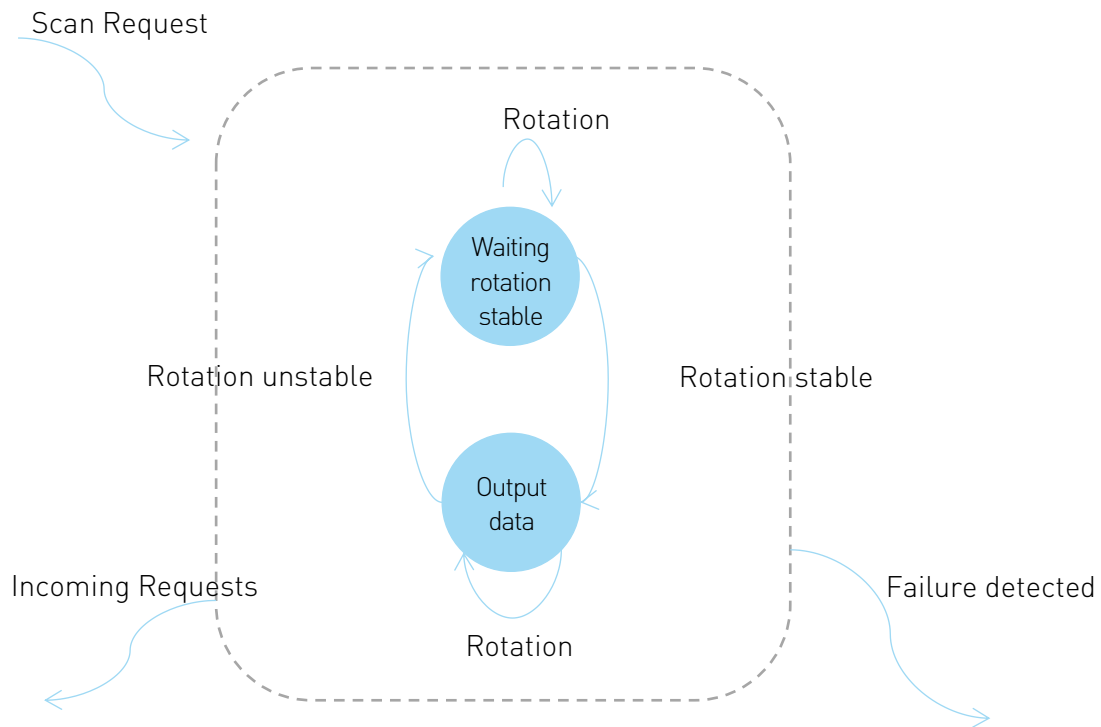 Scan Request
Rotation
Waiting
rotation
stable
Rotation unstable
Rotation stable
Output
data
Incoming Requests
Failure detected
Rotation